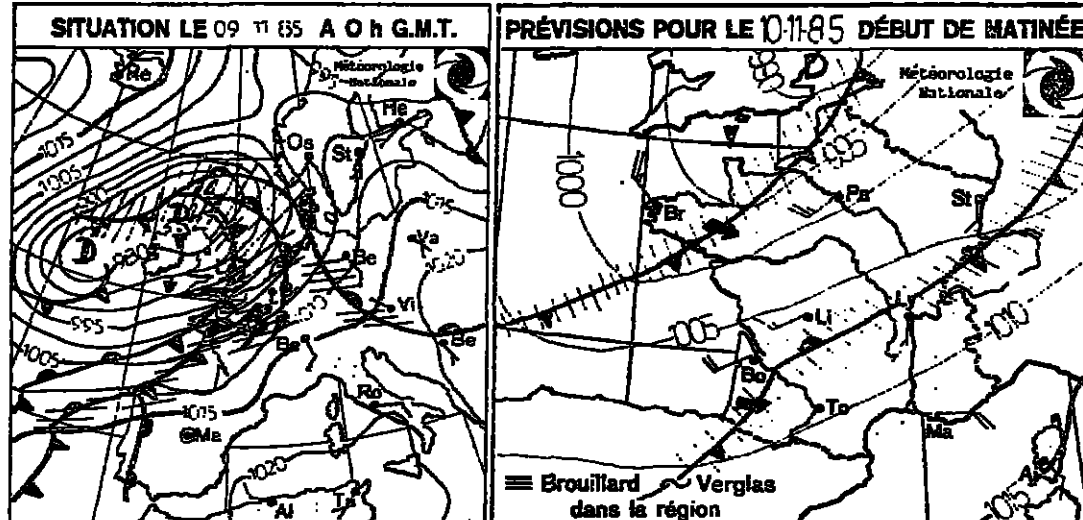 SITUATION LE 09 11 85 A 0 h G.M.T.
Météorologie
Nationale
Re
He
Os
St
1015
1005
D
D
980
995
1005
1015
Ma
1020
Al
Be
Va
1015
1020
Vi
Be
Ro
PRÉVISIONS POUR LE 10-11-85 DÉBUT DE MATINÉE
Météorologie
Nationale
D
995
1000
Br
Pa
St
Li
1005
1010
Bo
To
Ma
Aj
1015
Brouillard
Verglas
dans la région